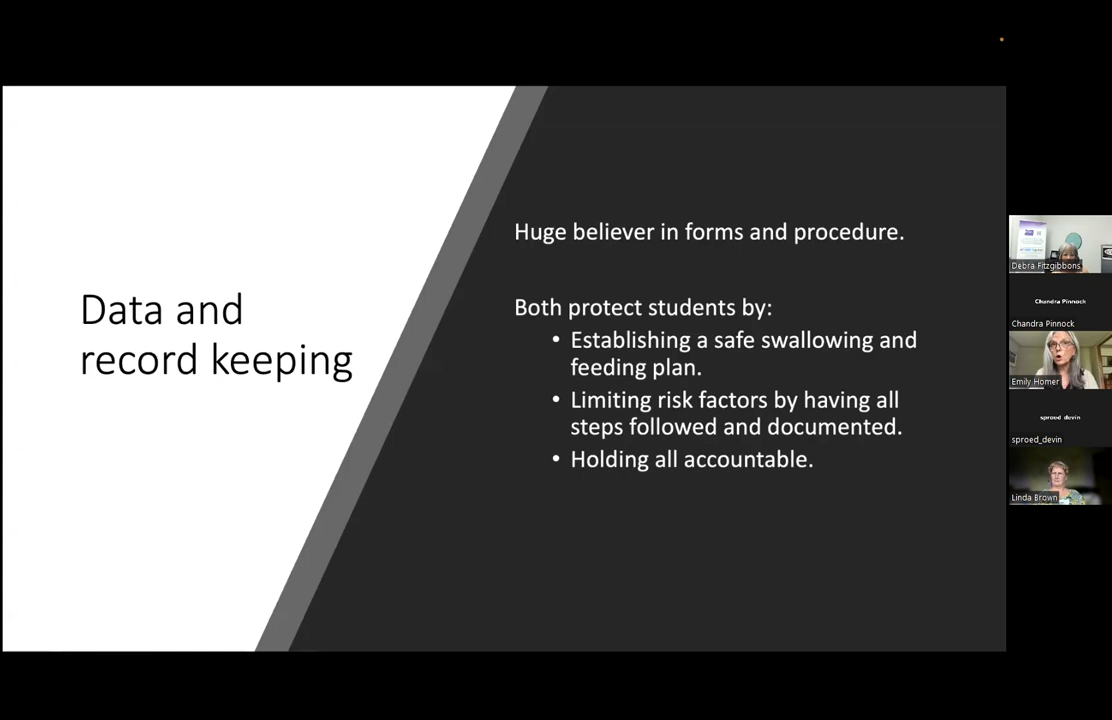 Data and
record keeping
Huge believer in forms and procedure.
Both protect students by:
• Establishing a safe swallowing and
feeding plan.
• Limiting risk factors by having all
steps followed and documented.
• Holding all accountable.
Debra Fitzgibbons
Chandra Pinnock
Chandra Pinnock
Emily Homer
sproed_devin
sproed_devin
Linda Brown